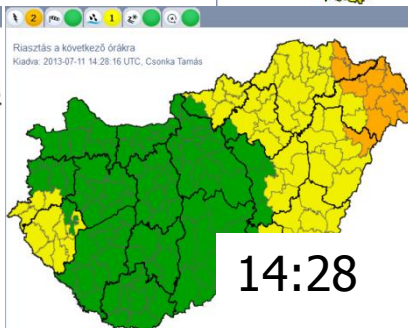 2 1
Riasztás a következő órákra
Kiadva: 2013-07-11 14:28:16 UTC, Csonka Tamás
14:28